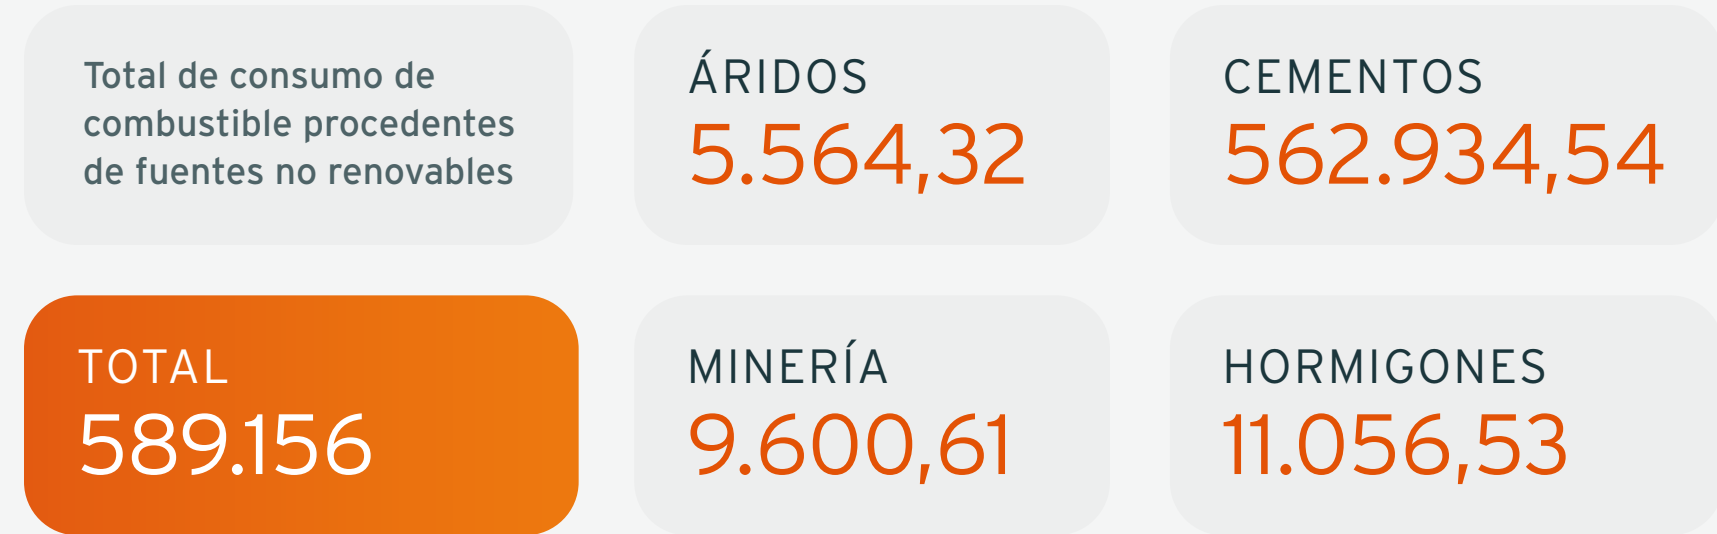 Total de consumo de
combustible procedentes
de fuentes no renovables
ÁRIDOS
5.564,32
CEMENTOS
562.934,54
TOTAL
589.156
MINERÍA
9.600,61
HORMIGONES
11.056,53